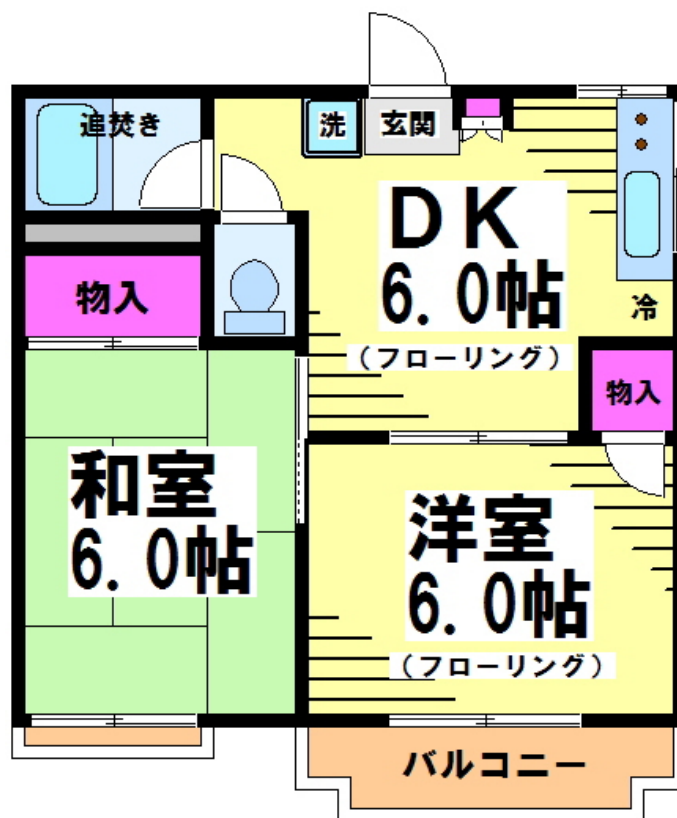 追焚き
洗
玄関
DK
6.0帖
(フローリング)
冷
物入
物入
和室
6.0帖
洋室
6.0帖
(フローリング)
バルコニー